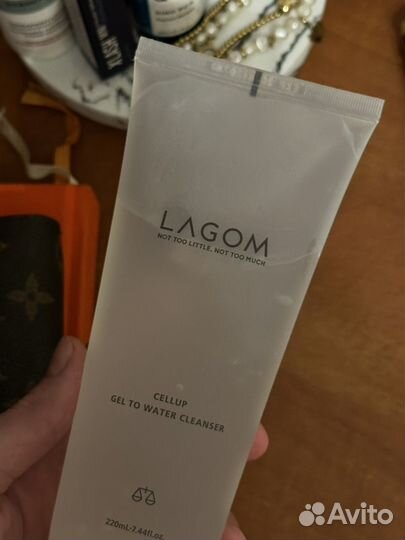 LAGOM
NOT TOO LITTLE, NOT TOO MUCH
CELLUP
GEL TO WATER CLEANSER
220mL-7.44fl.oz
Avito